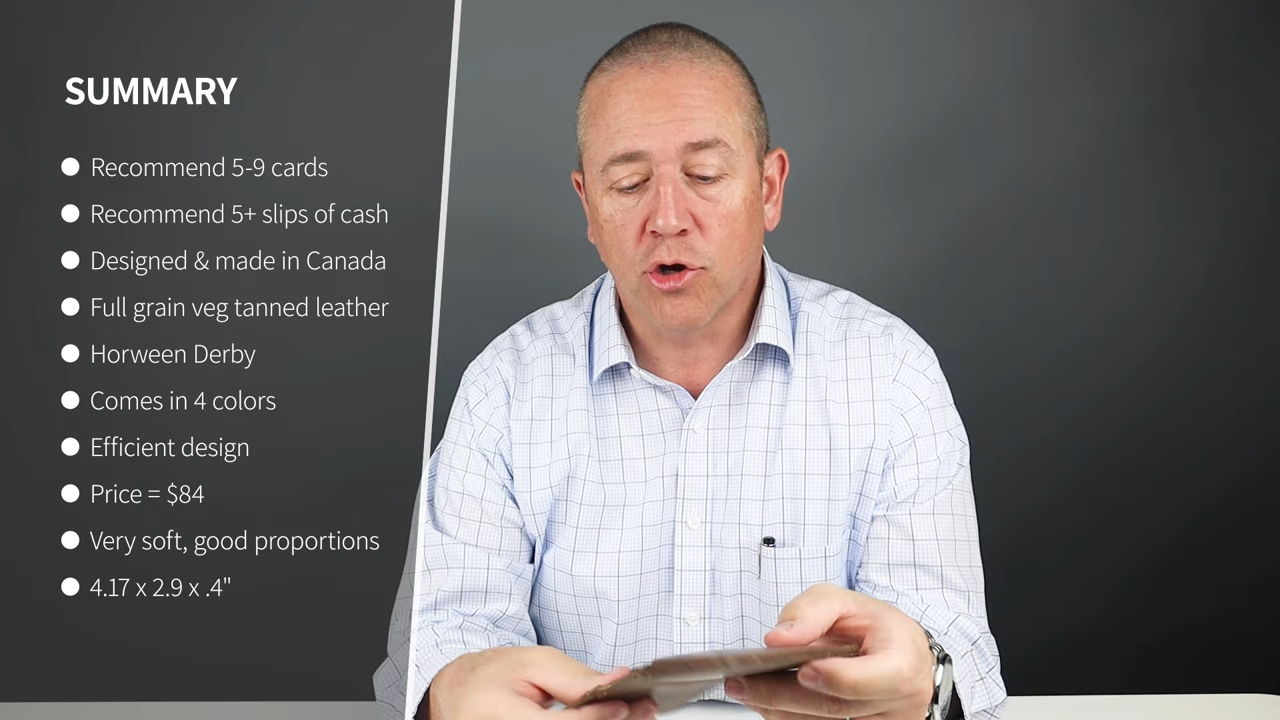 SUMMARY
Recommend 5-9 cards
Recommend 5+ slips of cash
Designed & made in Canada
Full grain veg tanned leather
Horween Derby
Comes in 4 colors
Efficient design
Price = $84
Very soft, good proportions
4.17 x 2.9 x .4"